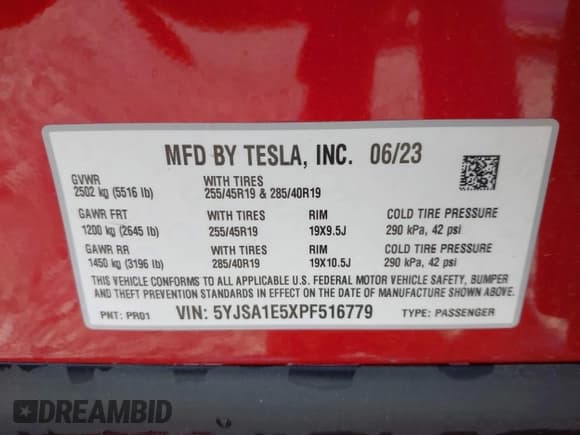 MFD BY TESLA, INC. 06/23
GVWR
2502 kg (5516 lb)
WITH TIRES
255/45R19 & 285/40R19
GAWR FRT
1200 kg (2645 lb)
WITH TIRES
255/45R19
RIM
19X9.5J
COLD TIRE PRESSURE
290 kPa, 42 psi
GAWR RR
1450 kg (3196 lb)
WITH TIRES
285/40R19
RIM
19X10.5J
COLD TIRE PRESSURE
290 kPa, 42 psi
THIS VEHICLE CONFORMS TO ALL APPLICABLE U.S. FEDERAL MOTOR VEHICLE SAFETY, BUMPER
AND THEFT PREVENTION STANDARDS IN EFFECT ON THE DATE OF MANUFACTURE SHOWN ABOVE.
PNT: PR01 VIN: 5YJSA1E5XPF516779 TYPE: PASSENGER
DREAMBID